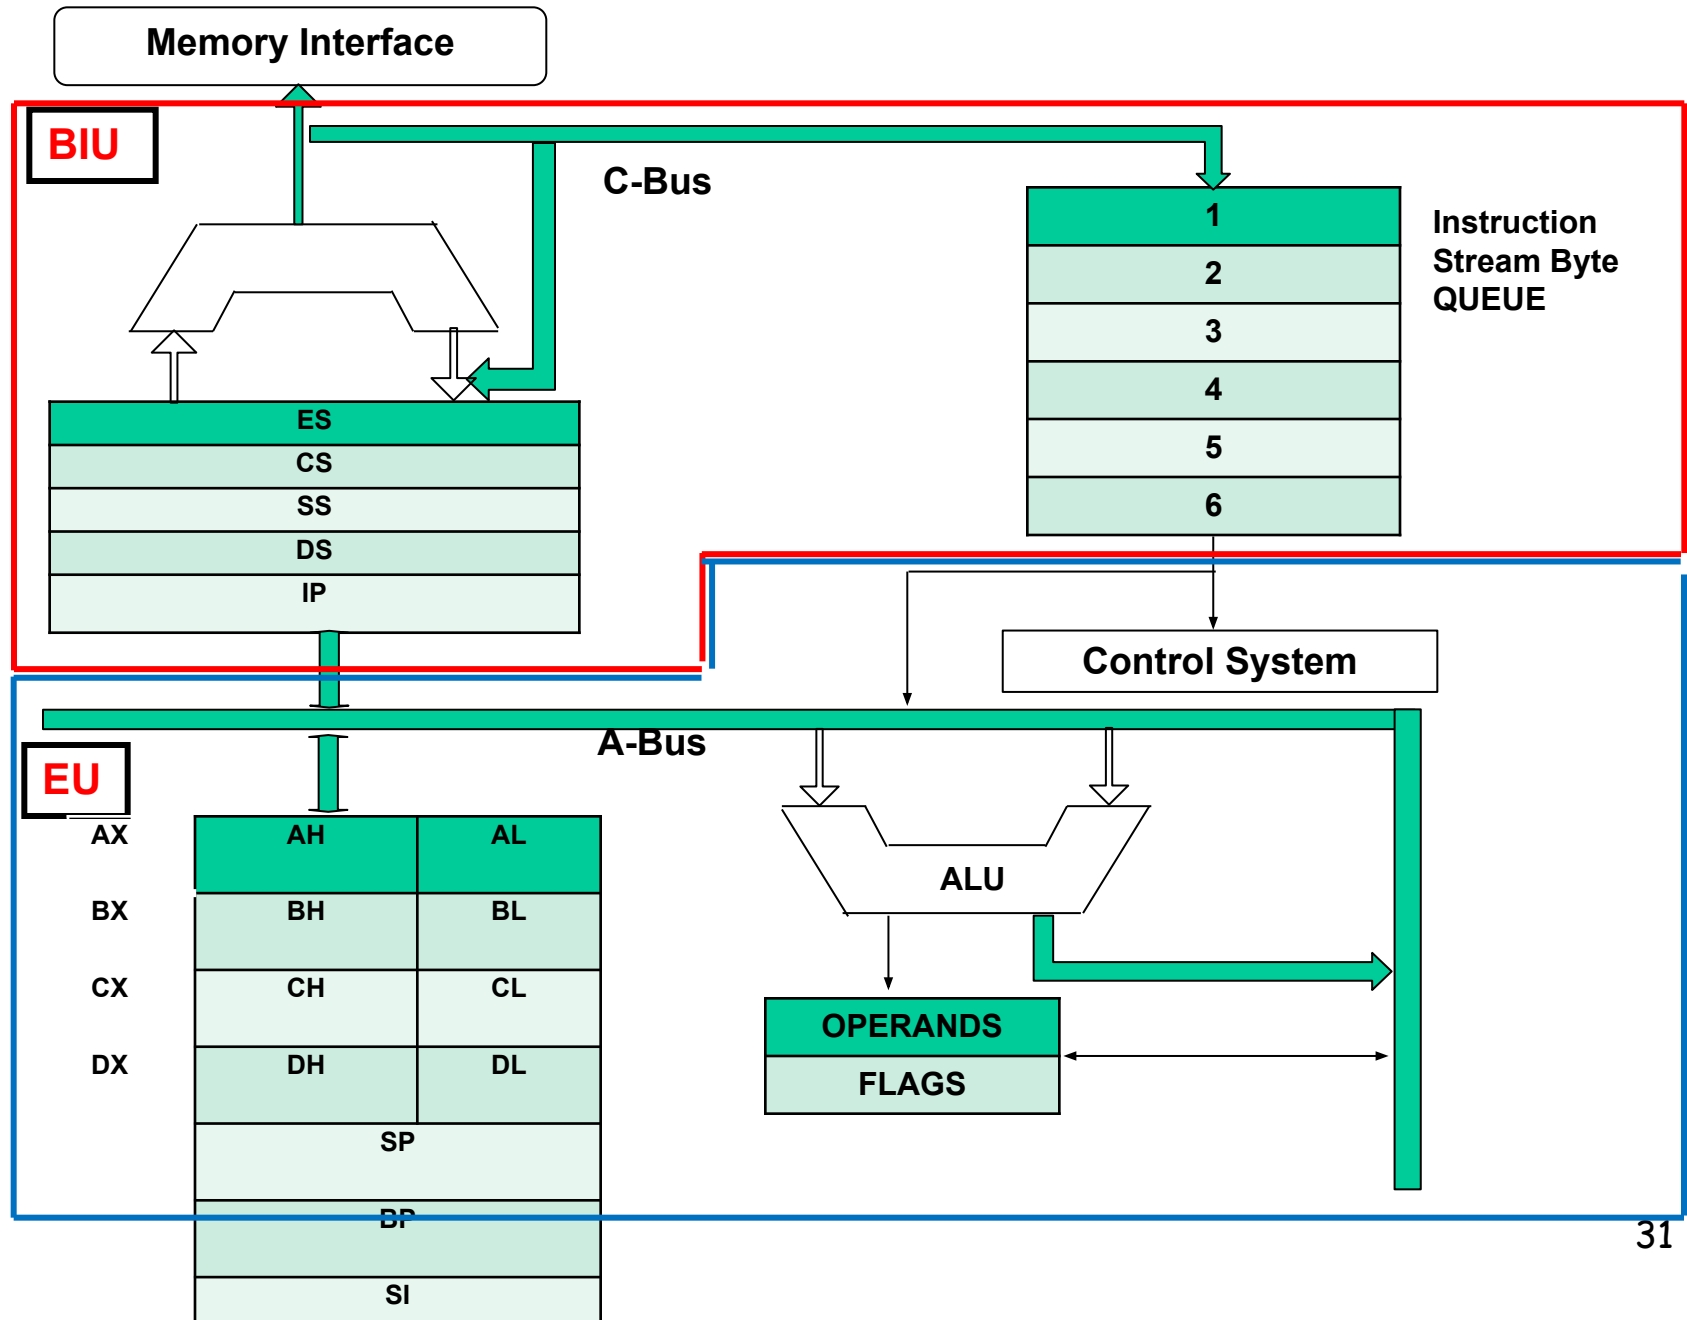 Memory Interface
BIU
C-Bus
1
2
3
4
5
6
Instruction
Stream Byte
QUEUE
ES
CS
SS
DS
IP
Control System
A-Bus
EU
AX AH AL
BX BH BL
CX CH CL
DX DH DL
SP
BP
SI
ALU
OPERANDS
FLAGS
31